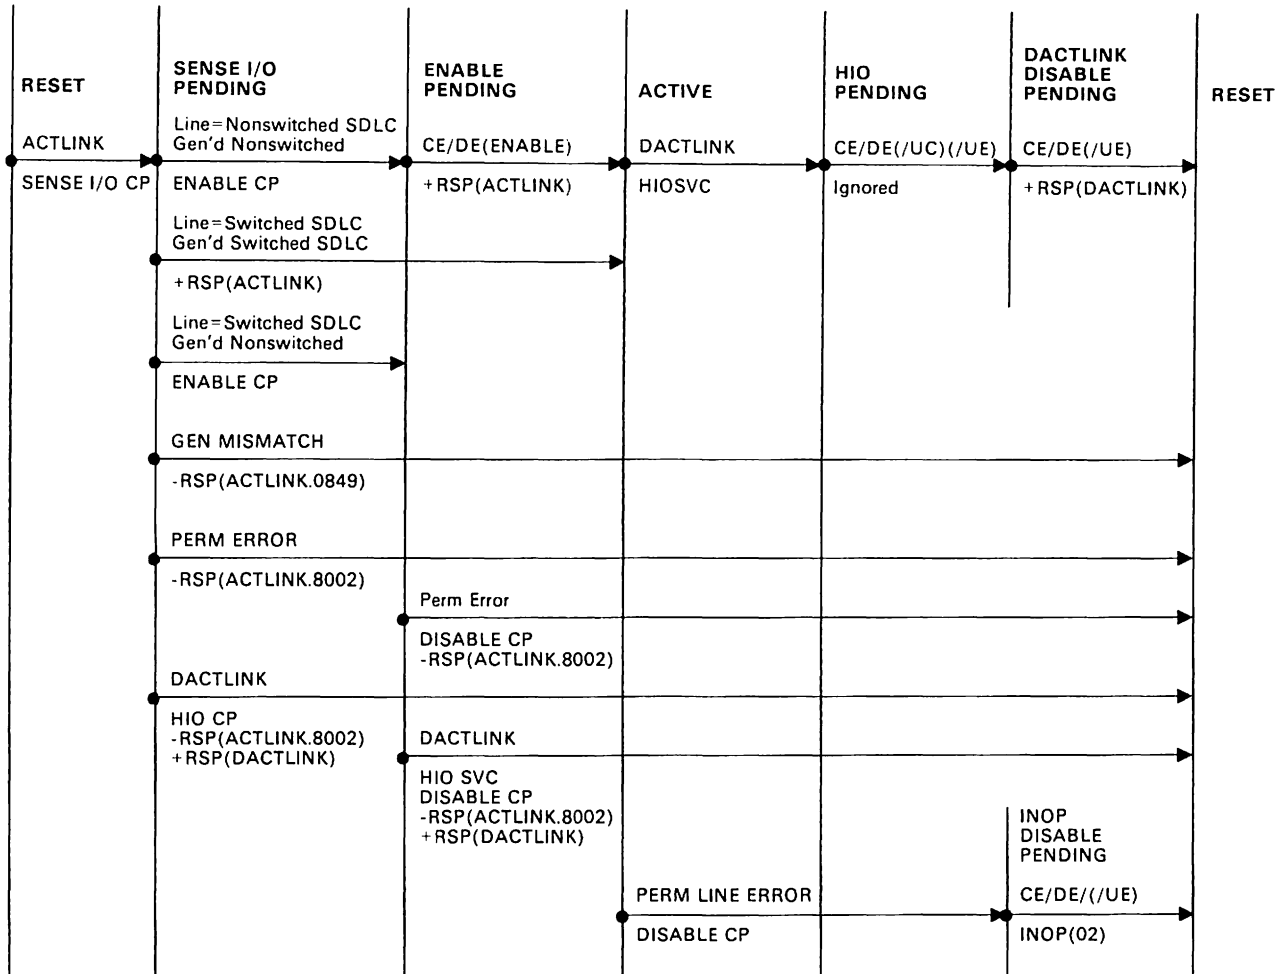 RESET
SENSE I/O
PENDING
ENABLE
PENDING
ACTIVE
HIO
PENDING
DACTLINK
DISABLE
PENDING
RESET
ACTLINK
SENSE I/O CP
Line=Nonswitched SDLC
Gen'd Nonswitched
ENABLE CP
CE/DE(ENABLE)
+RSP(ACTLINK)
DACTLINK
HIOSVC
CE/DE(/UC)(/UE)
Ignored
CE/DE(/UE)
+RSP(DACTLINK)
Line=Switched SDLC
Gen'd Switched SDLC
+RSP(ACTLINK)
Line=Switched SDLC
Gen'd Nonswitched
ENABLE CP
GEN MISMATCH
-RSP(ACTLINK.0849)
PERM ERROR
-RSP(ACTLINK.8002)
Perm Error
DISABLE CP
-RSP(ACTLINK.8002)
DACTLINK
HIO CP
-RSP(ACTLINK.8002)
+RSP(DACTLINK)
DACTLINK
HIO SVC
DISABLE CP
-RSP(ACTLINK.8002)
+RSP(DACTLINK)
INOP
DISABLE
PENDING
PERM LINE ERROR
DISABLE CP
CE/DE/(/UE)
INOP(02)